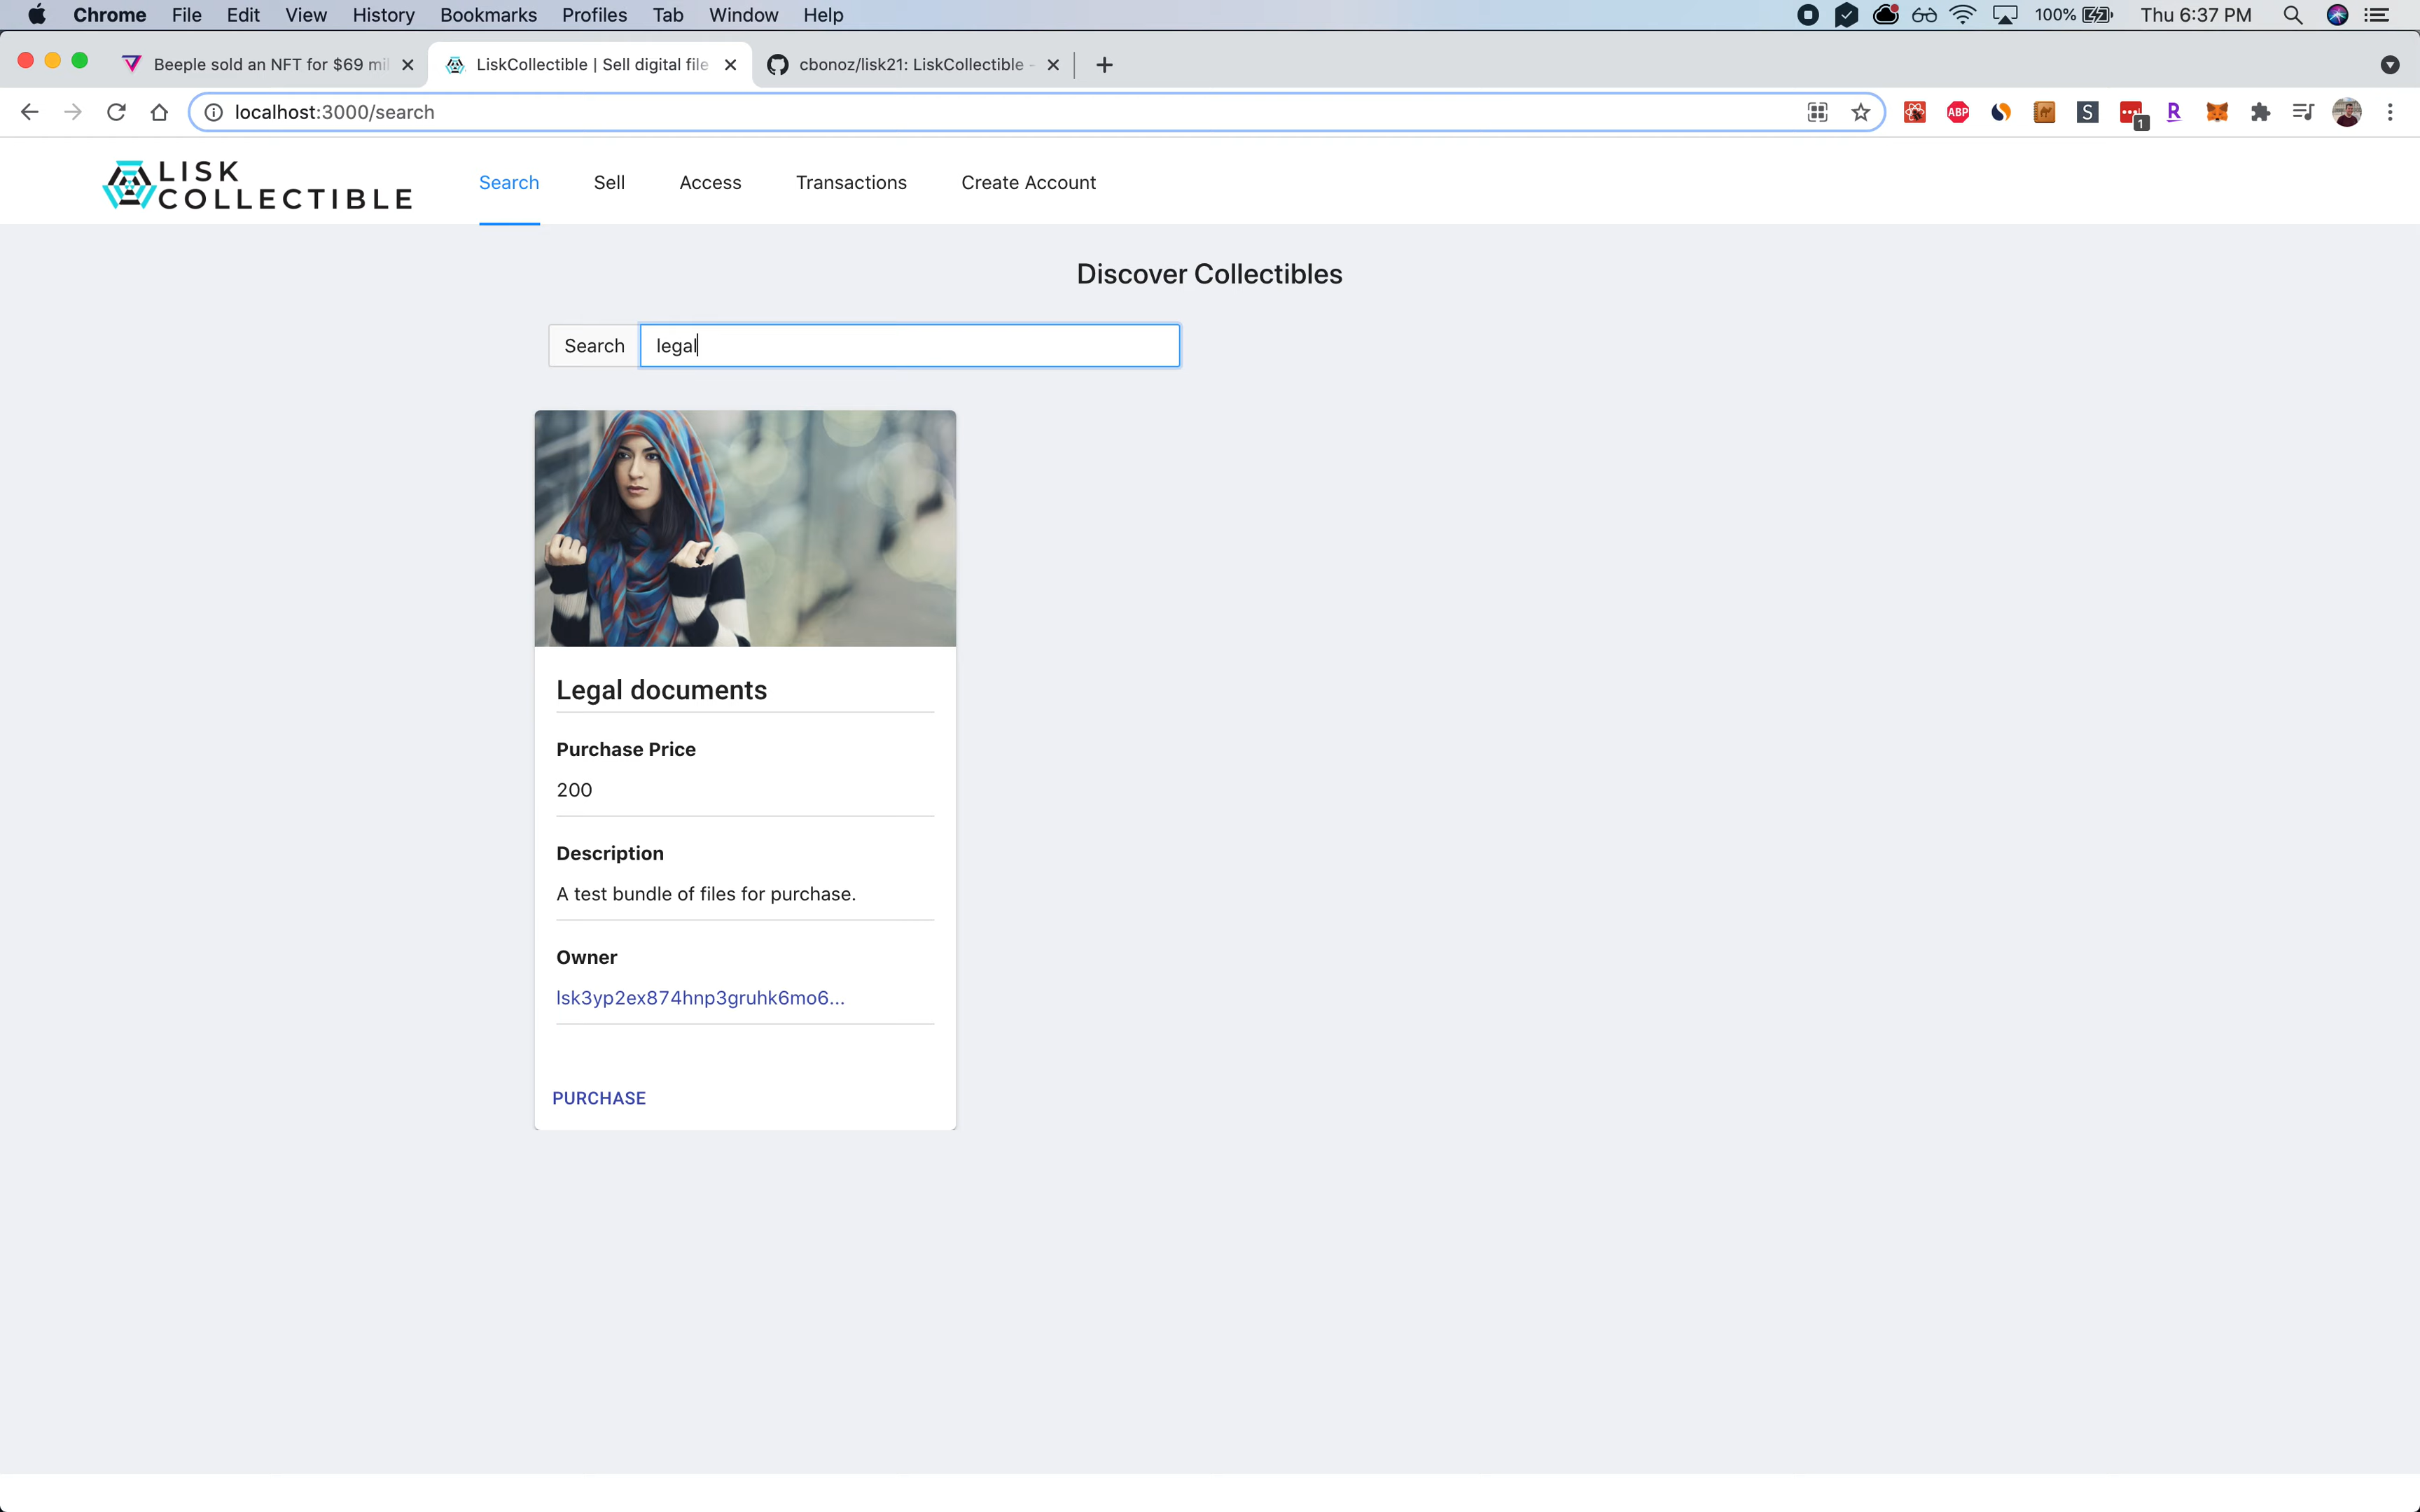 Chrome File Edit View History Bookmarks Profiles Tab Window Help 100% Thu 6:37 PM
Beeple sold an NFT for $69 mil LiskCollectible | Sell digital file cbonoz/lisk21: LiskCollectible -
localhost:3000/search ABP S 1 R
LISK
COLLECTIBLE
Search Sell Access Transactions Create Account
Discover Collectibles
Search legal
Legal documents
Purchase Price
200
Description
A test bundle of files for purchase.
Owner
lsk3yp2ex874hnp3gruhk6mo6...
PURCHASE